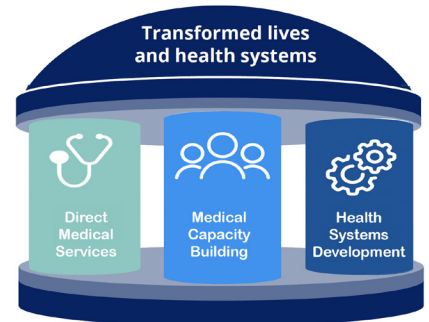 Transformed lives
and health systems
Direct
Medical
Services
Medical
Capacity
Building
Health
Systems
Development